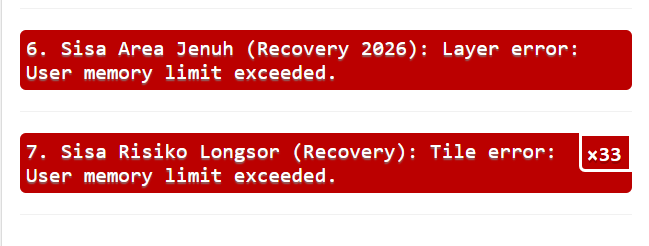 6. Sisa Area Jenuh (Recovery 2026): Layer error:
User memory limit exceeded.
7. Sisa Risiko Longsor (Recovery): Tile error:
×33
User memory limit exceeded.